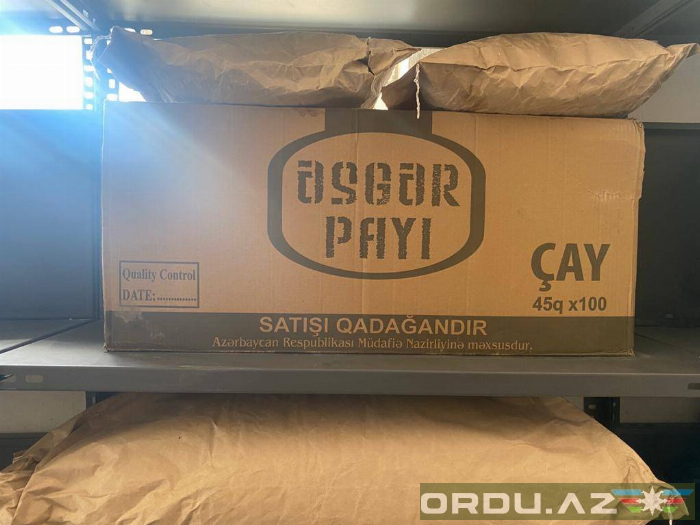 ƏSGƏR
PAYI
Quality Control
DATE: ..............
ÇAY
45q x100
SATIŞI QADAĞANDIR
Azərbaycan Respublikası Müdafiə Nazirliyinə məxsusdur.
ORDU.AZ